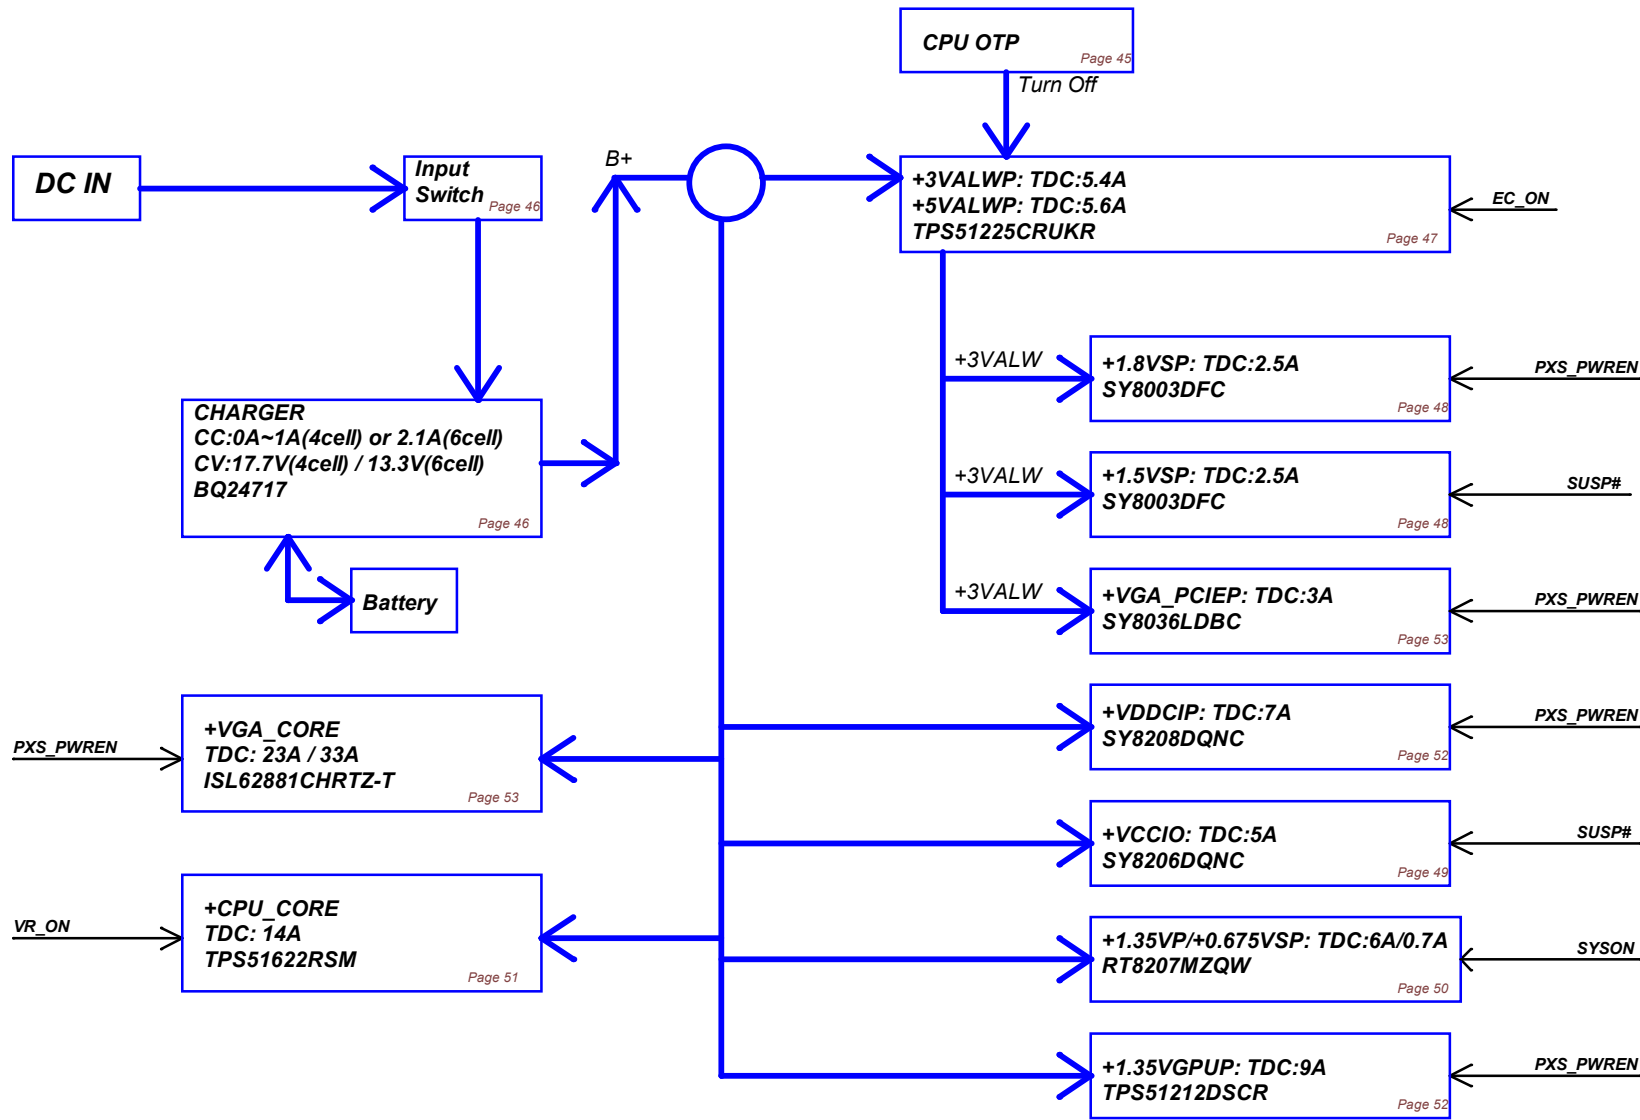 CPU OTP
Page 45
Turn Off
DC IN
Input
Switch
Page 46
B+
+3VALWP: TDC:5.4A
+5VALWP: TDC:5.6A
TPS51225CRUKR
Page 47
EC_ON
+3VALW
+1.8VSP: TDC:2.5A
SY8003DFC
Page 48
PXS_PWREN
CHARGER
CC:0A~1A(4cell) or 2.1A(6cell)
CV:17.7V(4cell) / 13.3V(6cell)
BQ24717
Page 46
+3VALW
+1.5VSP: TDC:2.5A
SY8003DFC
Page 48
SUSP#
Battery
+3VALW
+VGA_PCIEP: TDC:3A
SY8036LDBC
Page 53
PXS_PWREN
PXS_PWREN
+VGA_CORE
TDC: 23A / 33A
ISL62881CHRTZ-T
Page 53
+VDDCIP: TDC:7A
SY8208DQNC
Page 52
PXS_PWREN
+VCCIO: TDC:5A
SY8206DQNC
Page 49
SUSP#
VR_ON
+CPU_CORE
TDC: 14A
TPS51622RSM
Page 51
+1.35VP/+0.675VSP: TDC:6A/0.7A
RT8207MZQW
Page 50
SYSON
+1.35VGPUP: TDC:9A
TPS51212DSCR
Page 52
PXS_PWREN